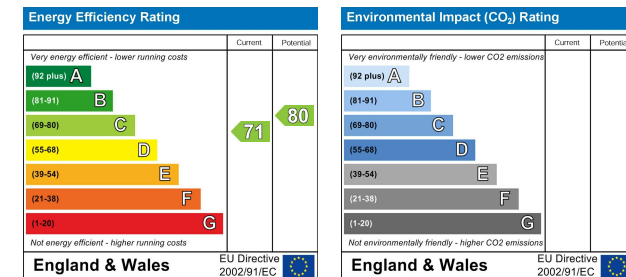 Energy Efficiency Rating
Current Potential
Very energy efficient - lower running costs
(92 plus) A
(81-91) B
(69-80) C
(55-68) D
(39-54) E
(21-38) F
(1-20) G
71
80
Not energy efficient - higher running costs
England & Wales
EU Directive
2002/91/EC
Environmental Impact (CO₂) Rating
Current Potential
Very environmentally friendly - lower CO2 emissions
(92 plus) A
(81-91) B
(69-80) C
(55-68) D
(39-54) E
(21-38) F
(1-20) G
Not environmentally friendly - higher CO2 emissions
England & Wales
EU Directive
2002/91/EC